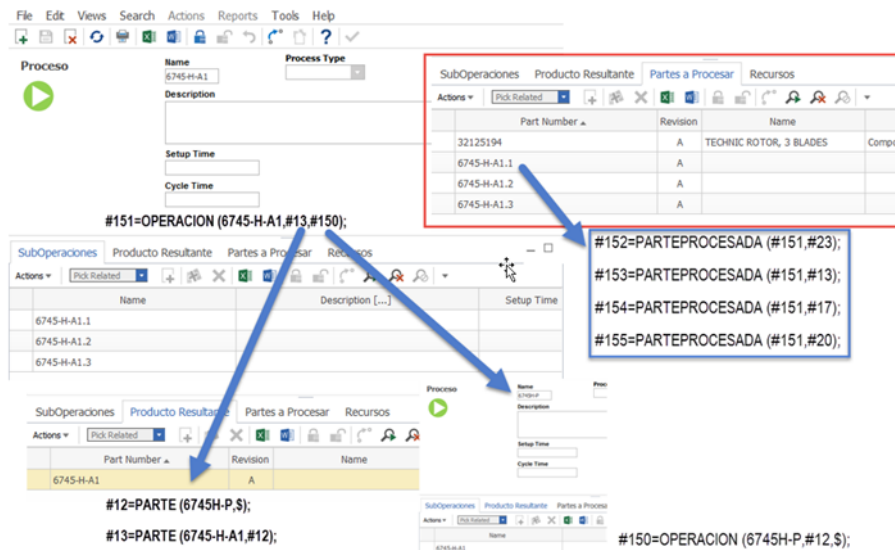 File Edit Views Search Actions Reports Tools Help
Proceso
Name
6745-H-A1
Process Type
Description
Setup Time
Cycle Time
#151=OPERACION (6745-H-A1,#13,#150);
SubOperaciones Producto Resultante Partes a Procesar Recursos
Actions Pick Related
Part Number Revision Name
32125194 A TECHNIC ROTOR, 3 BLADES
6745-H-A1.1 A
6745-H-A1.2 A
6745-H-A1.3 A
#152=PARTEPROCESADA (#151,#23);
#153=PARTEPROCESADA (#151,#13);
#154=PARTEPROCESADA (#151,#17);
#155=PARTEPROCESADA (#151,#20);
SubOperaciones Producto Resultante Partes a Procesar Recursos
Actions Pick Related
Name Description [...] Setup Time
6745-H-A1.1
6745-H-A1.2
6745-H-A1.3
SubOperaciones Producto Resultante Partes a Procesar Recursos
Actions Pick Related
Part Number Revision Name
6745-H-A1 A
#12=PARTE (6745H-P,$);
#13=PARTE (6745-H-A1,#12);
Proceso
Name
6745H-P
Description
Setup Time
Cycle Time
SubOperaciones Producto Resultante
Actions Pick Related
Name
6745-H-A1
#150=OPERACION (6745H-P,#12,$);